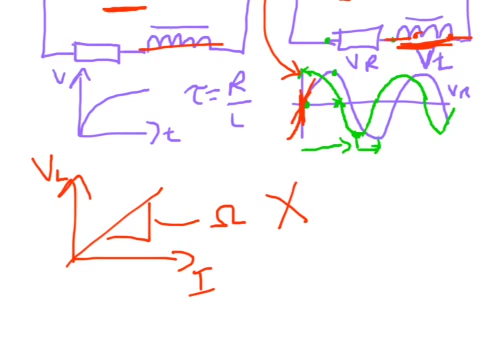 VR VL
V τ=R/L VR
t
VL
Ω X
I